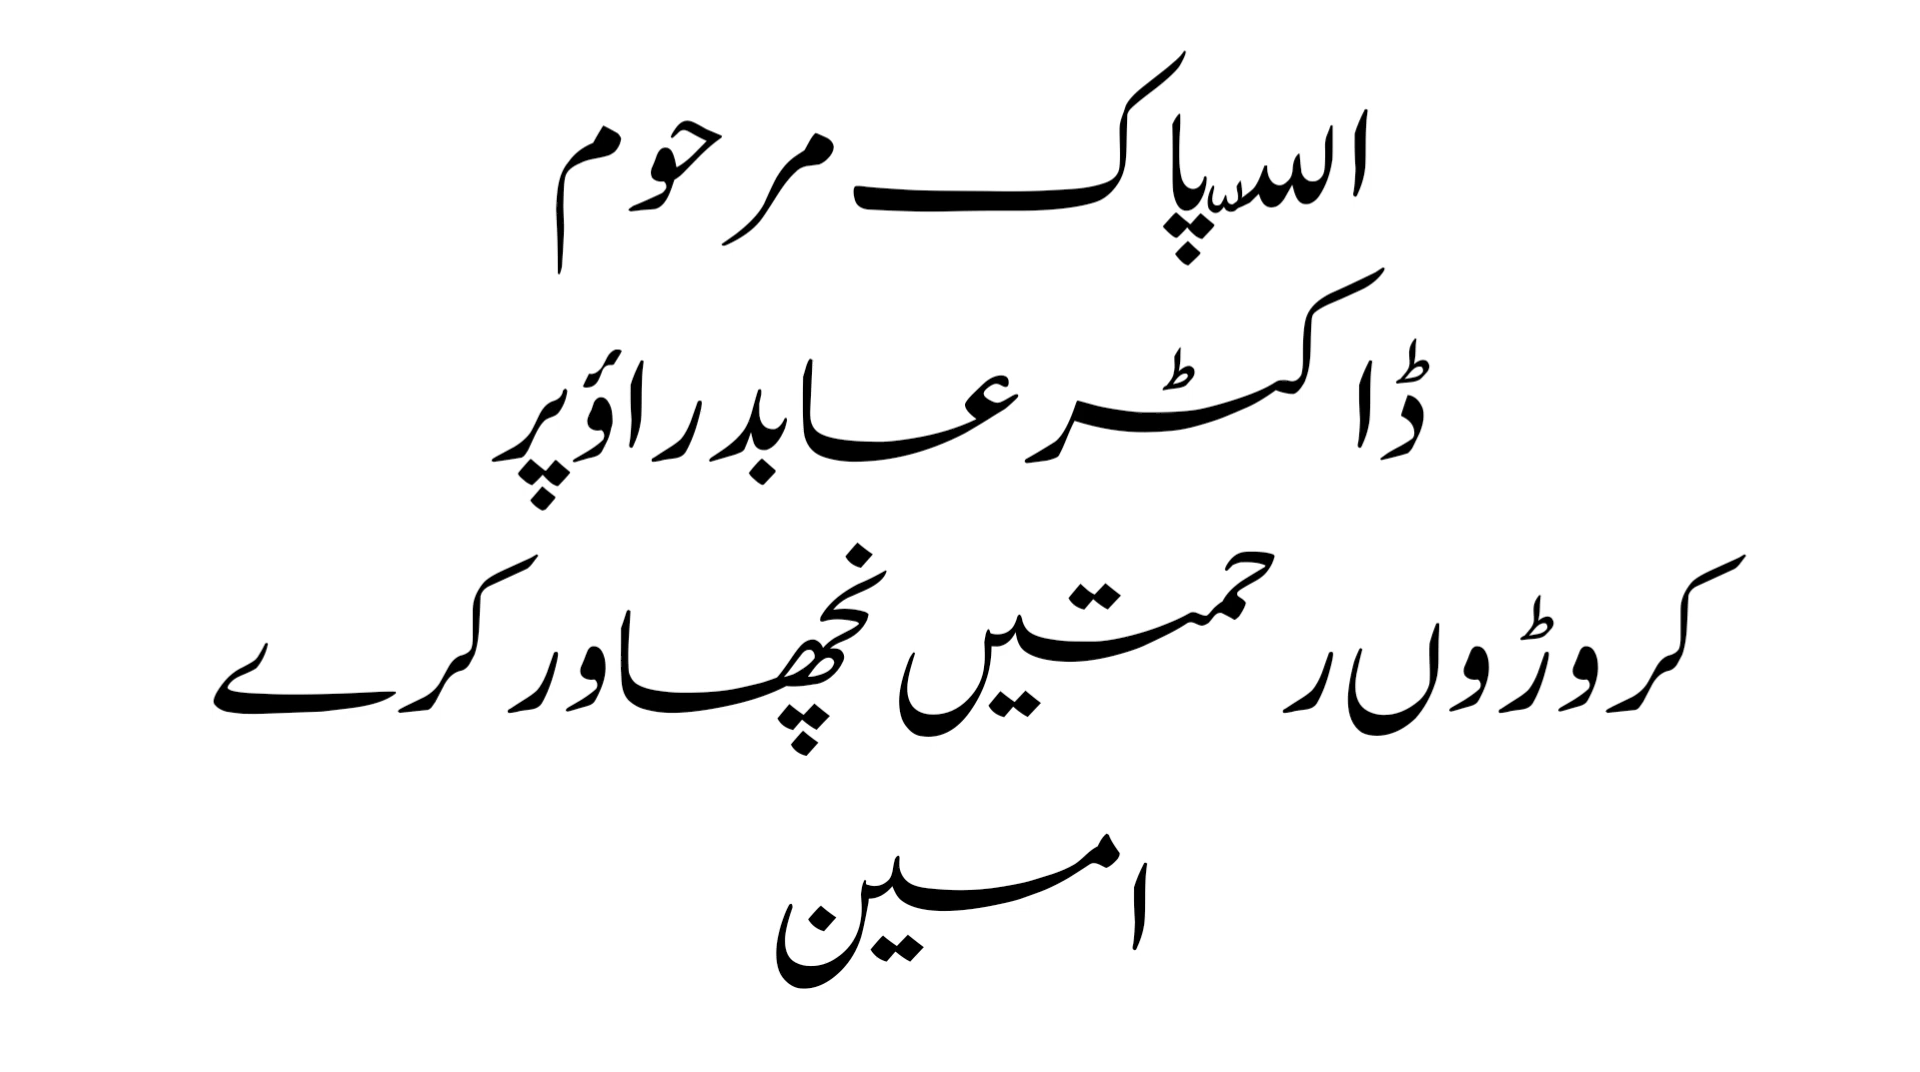 اللہ پاک مرحوم
ڈاکٹر عابد راؤ پر
کروڑوں رحمتیں نچھاور کرے
امین